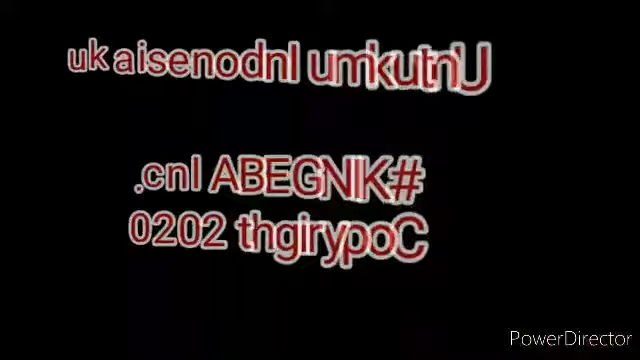 uk aisenodnI umkutnU
.cnI ABEGNIK#
0202 thgirypoC
PowerDirector